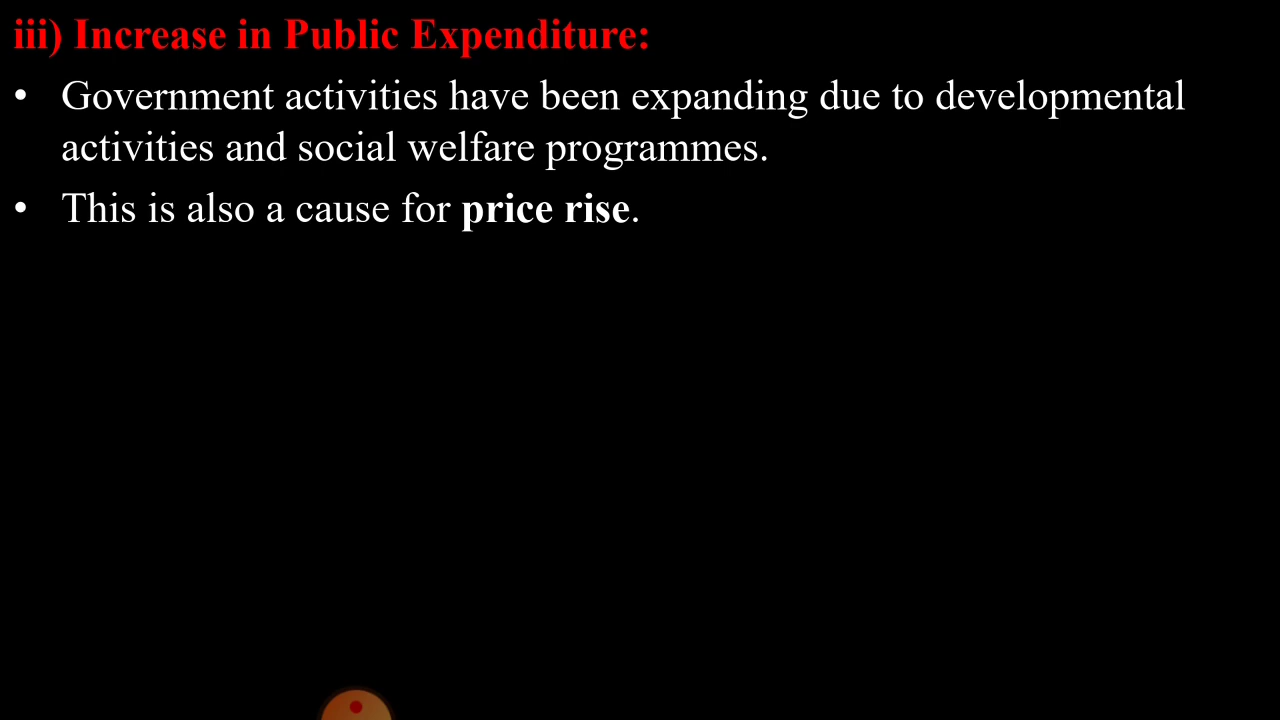 iii) Increase in Public Expenditure:
• Government activities have been expanding due to developmental
activities and social welfare programmes.
• This is also a cause for price rise.